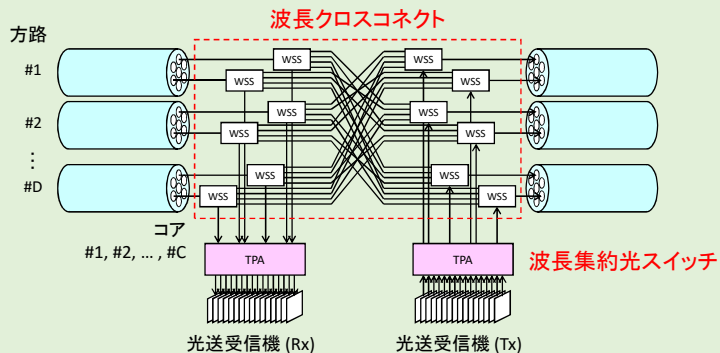 波長クロスコネクト
方路
#1
#2
⋮
#D
WSS
WSS
WSS
WSS
WSS
WSS
WSS
WSS
WSS
WSS
WSS
WSS
コア
#1, #2, … , #C
TPA
TPA
波長集約光スイッチ
光送受信機 (Rx)
光送受信機 (Tx)